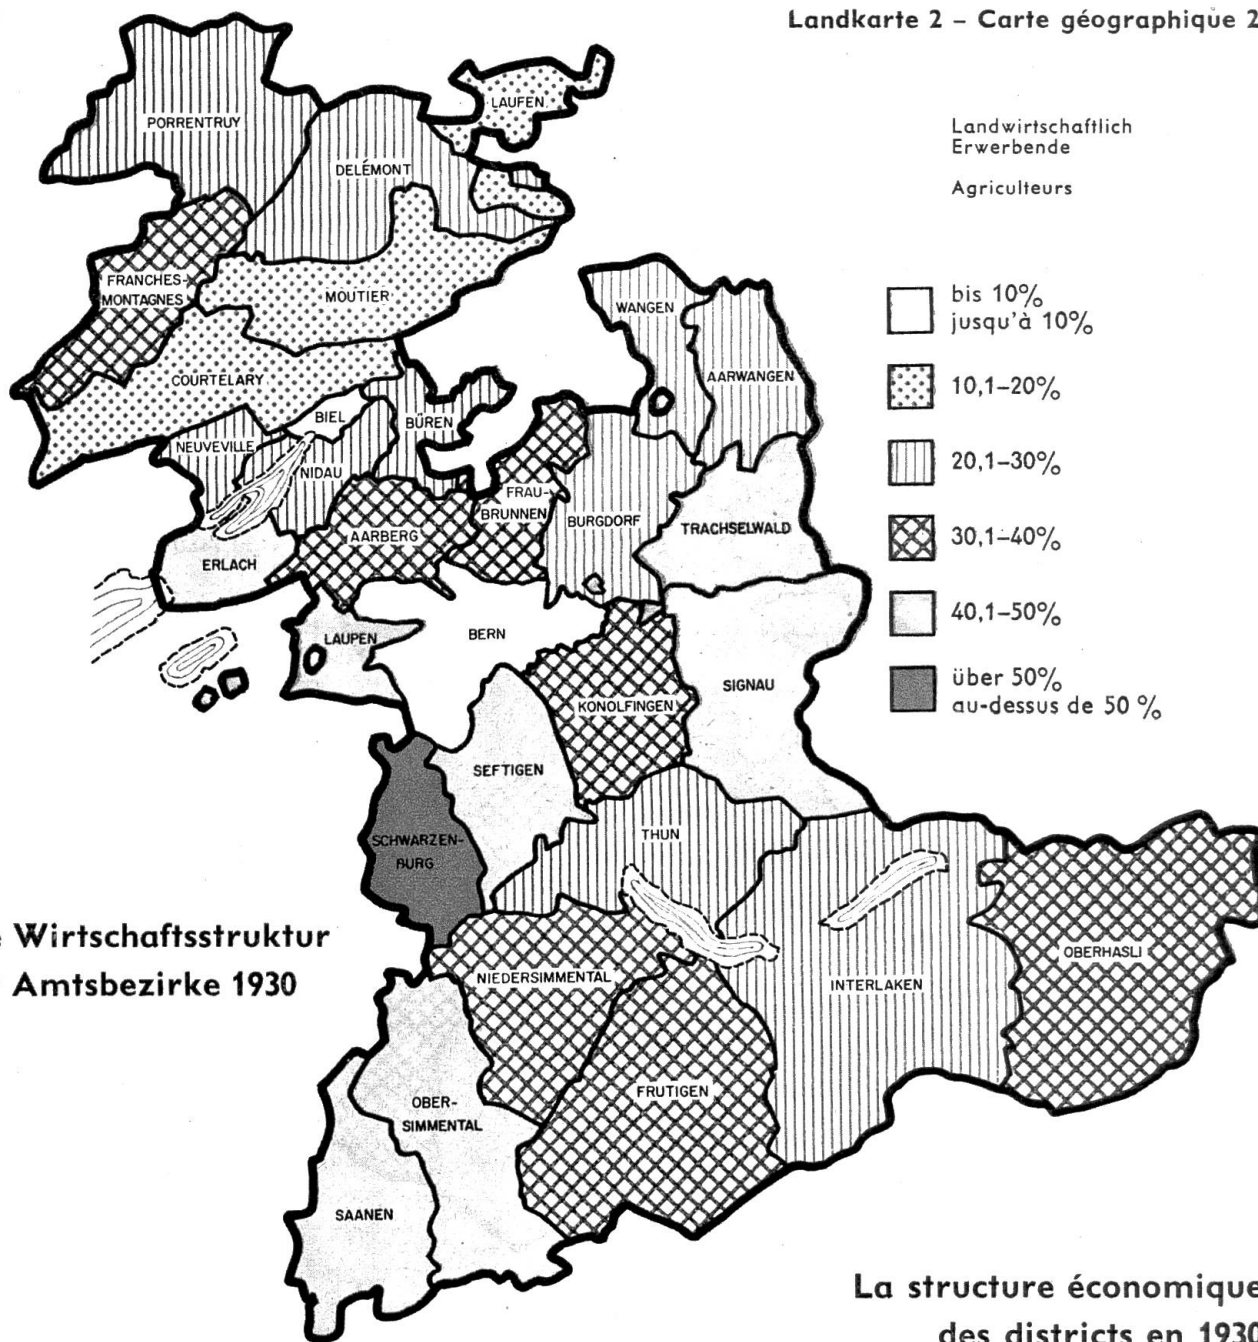 Landkarte 2 – Carte géographique 2
Landwirtschaftlich
Erwerbende
Agriculteurs
bis 10%
jusqu'à 10%
10,1–20%
20,1–30%
30,1–40%
40,1–50%
über 50%
au-dessus de 50 %
PORRENTRUY
LAUFEN
DELÉMONT
FRANCHES-
MONTAGNES
MOUTIER
COURTELARY
WANGEN
AARWANGEN
BIEL
BÜREN
NEUVEVILLE
NIDAU
FRAU-
BRUNNEN
BURGDORF
TRACHSELWALD
AARBERG
ERLACH
LAUPEN
BERN
KONOLFINGEN
SIGNAU
SEFTIGEN
SCHWARZEN-
BURG
THUN
NIEDERSIMMENTAL
INTERLAKEN
OBERHASLI
FRUTIGEN
OBER-
SIMMENTAL
SAANEN
Wirtschaftsstruktur
Amtsbezirke 1930
La structure économique
des districts en 1930